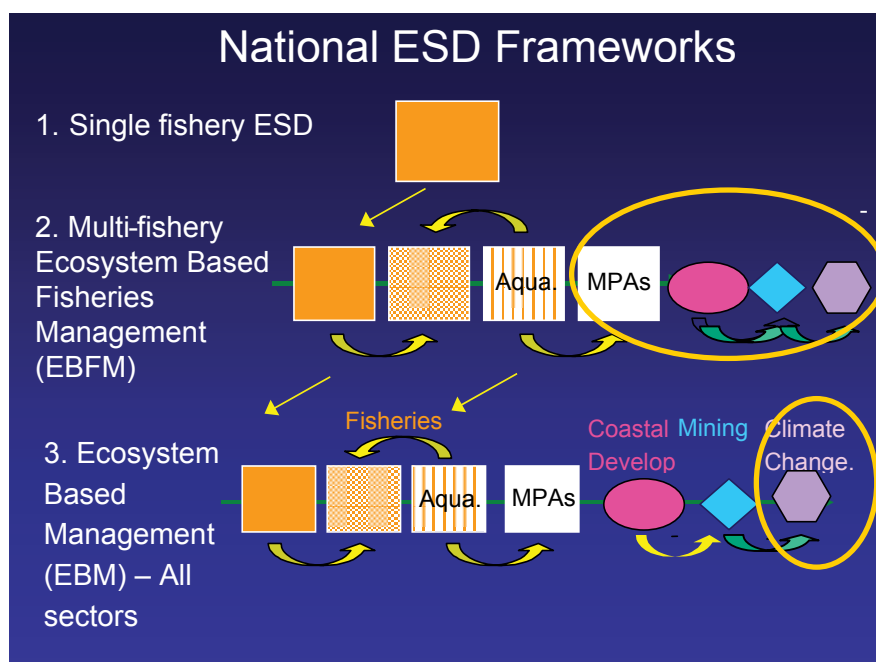 National ESD Frameworks
1. Single fishery ESD
2. Multi-fishery
Ecosystem Based
Fisheries
Management
(EBFM)
Aqua.
MPAs
-
3. Ecosystem
Based
Management
(EBM) – All
sectors
Fisheries
Aqua.
MPAs
Coastal
Develop
Mining
Climate
Change.